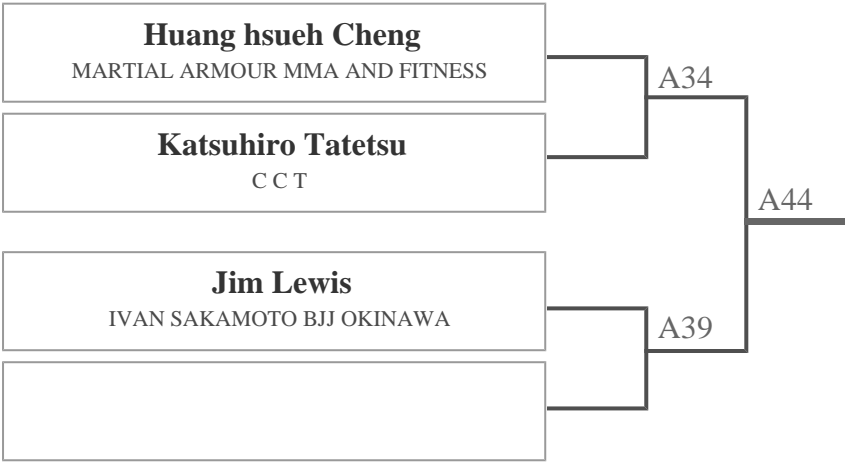 Huang hsueh Cheng
MARTIAL ARMOUR MMA AND FITNESS
A34
Katsuhiro Tatetsu
C C T
A44
Jim Lewis
IVAN SAKAMOTO BJJ OKINAWA
A39